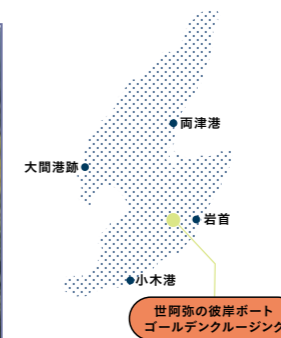 両津港
大間港跡
岩首
小木港
世阿弥の彼岸ボート
ゴールデンクルージング